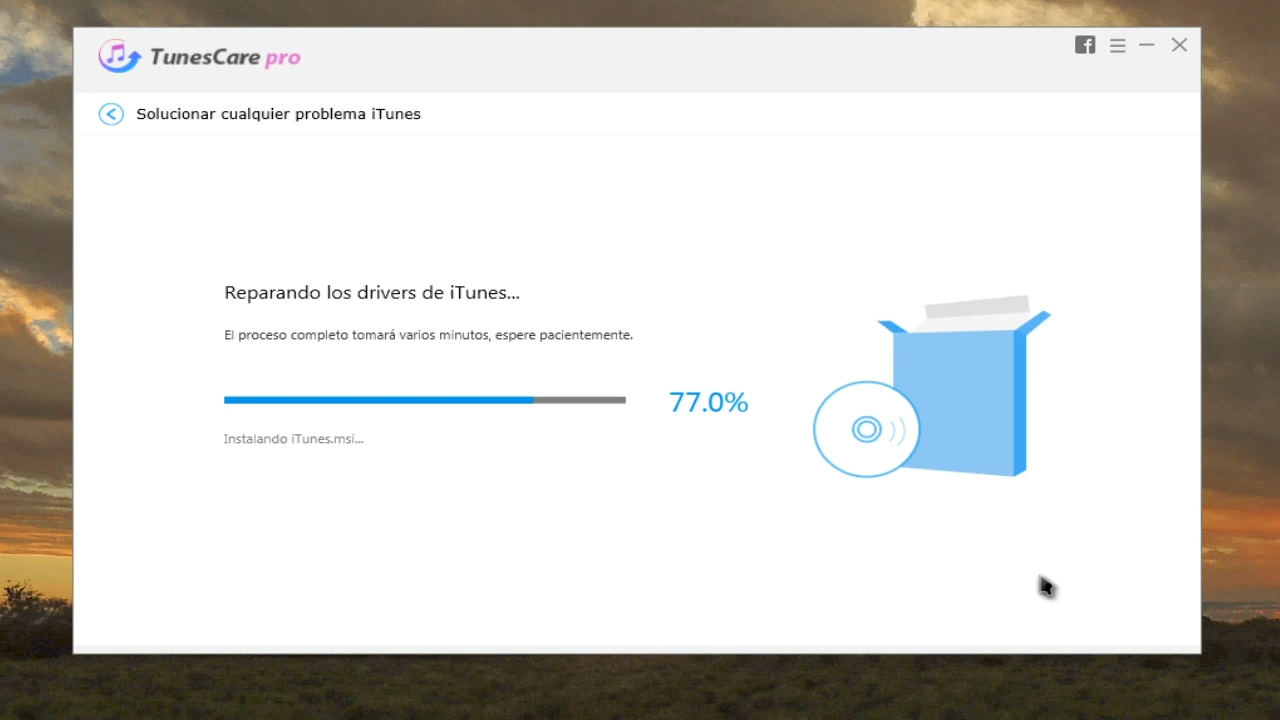 TunesCare pro
Solucionar cualquier problema iTunes
Reparando los drivers de iTunes...
El proceso completo tomará varios minutos, espere pacientemente.
77.0%
Instalando iTunes.msi...